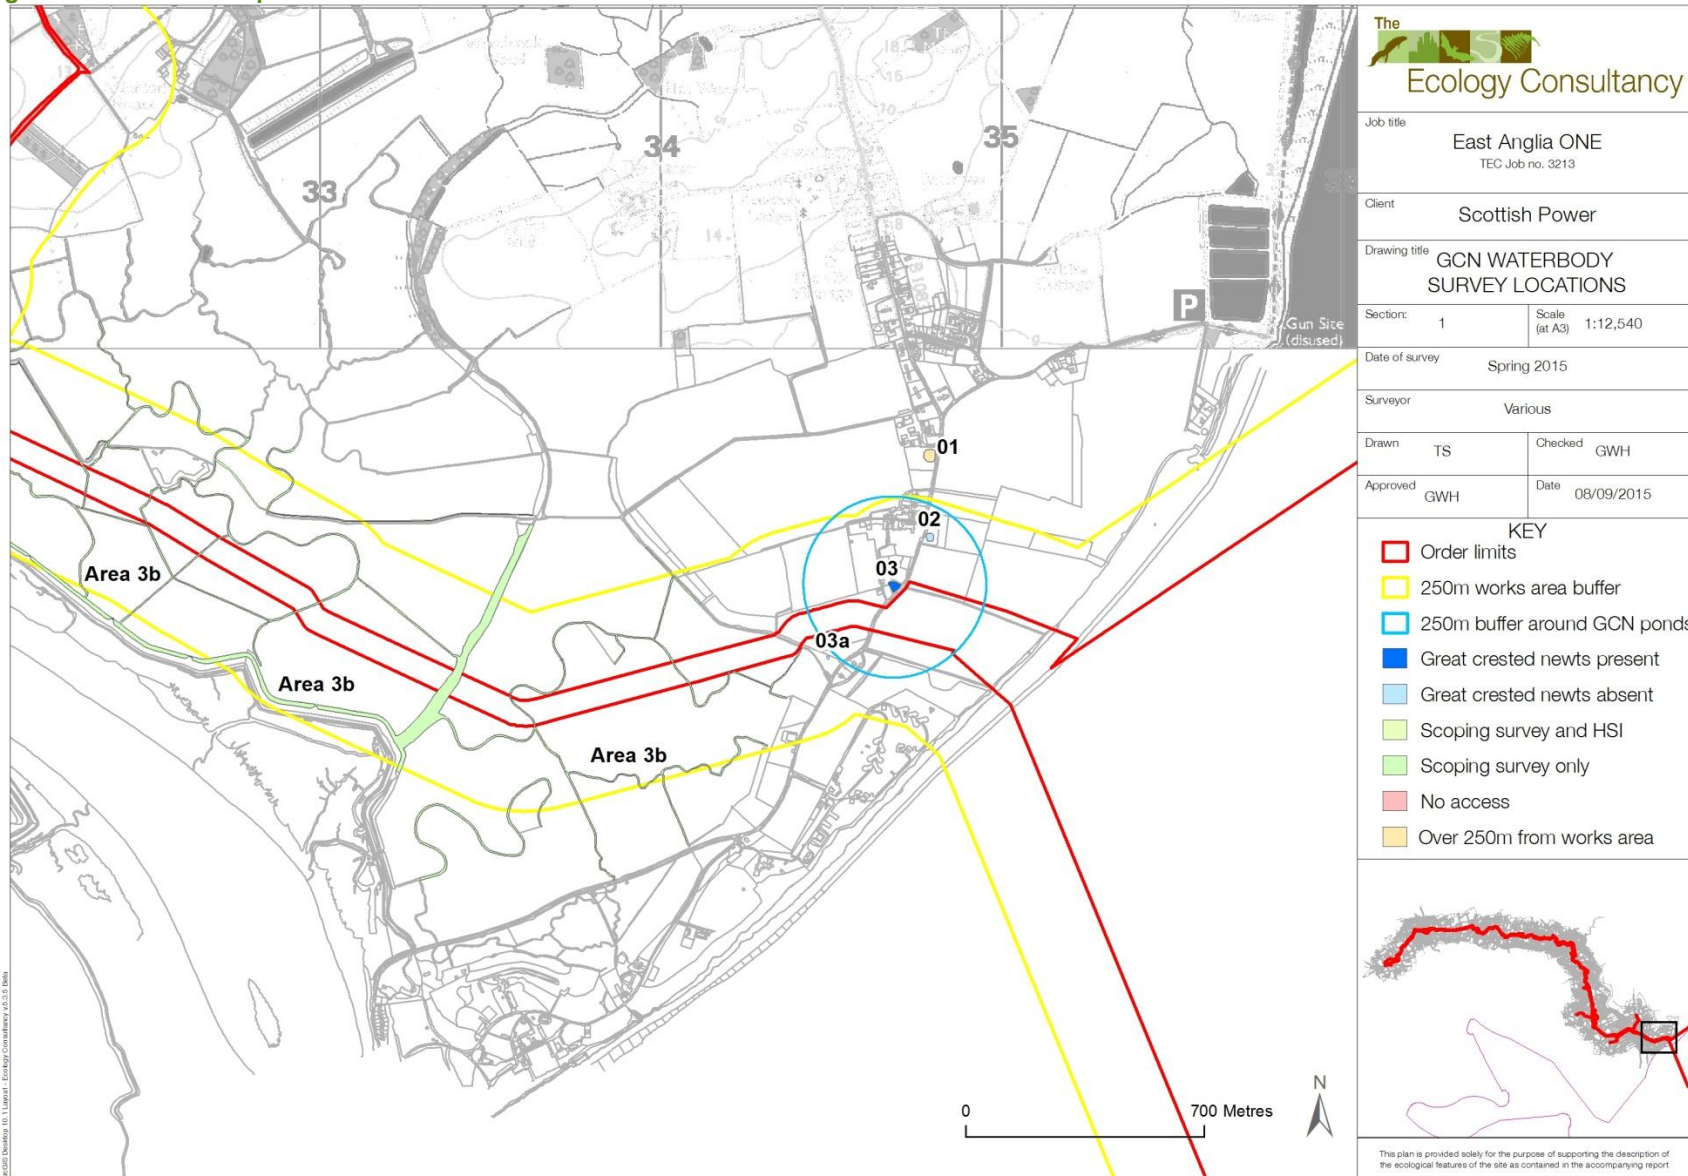 33
34
35
14.
P
Gun Site
(disused)
01
02
03
03a
Area 3b
Area 3b
Area 3b
0
700 Metres
N
The
Ecology Consultancy
Job title
East Anglia ONE
TEC Job no. 3213
Client
Scottish Power
Drawing title
GCN WATERBODY
SURVEY LOCATIONS
Section:
1
Scale
(at A3)
1:12,540
Date of survey
Spring 2015
Surveyor
Various
Drawn
TS
Checked
GWH
Approved
GWH
Date
08/09/2015
KEY
Order limits
250m works area buffer
250m buffer around GCN ponds
Great crested newts present
Great crested newts absent
Scoping survey and HSI
Scoping survey only
No access
Over 250m from works area
This plan is provided solely for the purpose of supporting the description of
the ecological features of the site as contained in the accompanying report